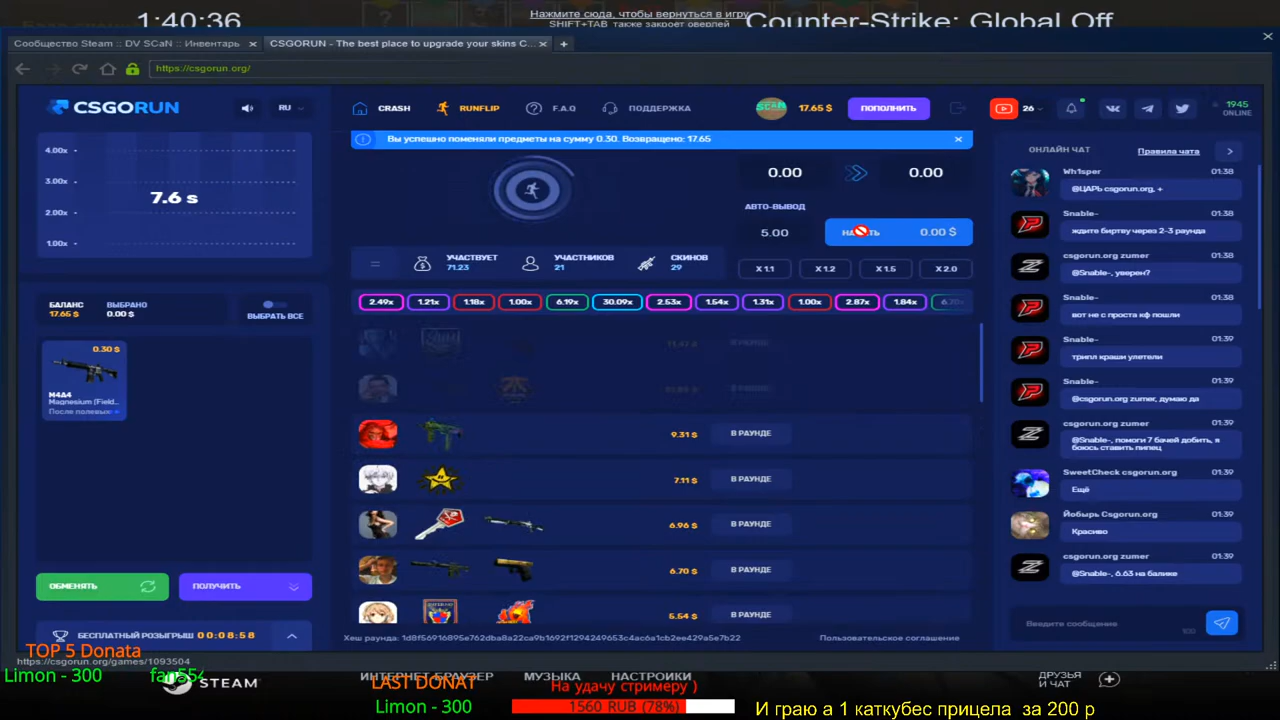 1:40:36
Нажмите сюда, чтобы вернуться в игру
SHIFT+TAB также закроет оверлей
Counter-Strike: Global Off
Сообщество Steam :: DV SCaN :: Инвентарь ×
CSGORUN - The best place to upgrade your skins C... ×
+
https://csgorun.org/
CSGORUN
RU
CRASH
RUNFLIP
F.A.Q
ПОДДЕРЖКА
17.65 $
ПОПОЛНИТЬ
26
1945
ONLINE
Вы успешно поменяли предметы на сумму 0.30. Возвращено: 17.65
4.00x
3.00x
2.00x
1.00x
7.6 s
0.00
0.00
АВТО-ВЫВОД
5.00
0.00 $
УЧАСТВУЕТ
71.23
УЧАСТНИКОВ
21
СКИНОВ
29
X 1.1
X 1.2
X 1.5
X 2.0
2.49x 1.21x 1.18x 1.00x 6.19x 30.09x 2.53x 1.54x 1.31x 1.00x 2.87x 1.84x
БАЛАНС
17.65 $
ВЫБРАНО
0.00 $
ВЫБРАТЬ ВСЕ
0.30 $
M4A4
Magnesium (Field...
После полевых
9.31 $ В РАУНДЕ
7.11 $ В РАУНДЕ
6.96 $ В РАУНДЕ
6.70 $ В РАУНДЕ
5.54 $ В РАУНДЕ
ОБМЕНЯТЬ
ПОЛУЧИТЬ
БЕСПЛАТНЫЙ РОЗЫГРЫШ 00:08:58
Хеш раунда: 1d8f56916895e762dba8a22ca9b1692f1294249653c4ac6a1cb2ee429a5e7b22
Пользовательское соглашение
ОНЛАЙН ЧАТ
Правила чата
Wh1sper 01:38
@ЦАРЬ csgorun.org, +
Snable- 01:38
ждите биртву через 2-3 раунда
csgorun.org zumer 01:38
@Snable-, уверен?
Snable- 01:38
вот не с проста кф пошли
Snable- 01:39
трипл краши улетели
Snable- 01:39
@csgorun.org zumer, думаю да
csgorun.org zumer 01:39
@Snable-, помоги 7 бачей добить, я
боюсь ставить пипец
SweetCheck csgorun.org 01:39
Ещё
Йобырь Csgorun.org 01:39
Красиво
csgorun.org zumer 01:39
@Snable-, 6.63 на балике
Введите сообщение
100
https://csgorun.org/games/1093504
TOP 5 Donata
Limon - 300
fan554
STEAM
ИНТЕРНЕТ-БРАУЗЕР
МУЗЫКА
НАСТРОЙКИ
LAST DONAT
Limon - 300
На удачу стримеру )
1560 RUB (78%)
ДРУЗЬЯ
И ЧАТ
И граю а 1 каткубес прицела за 200 р